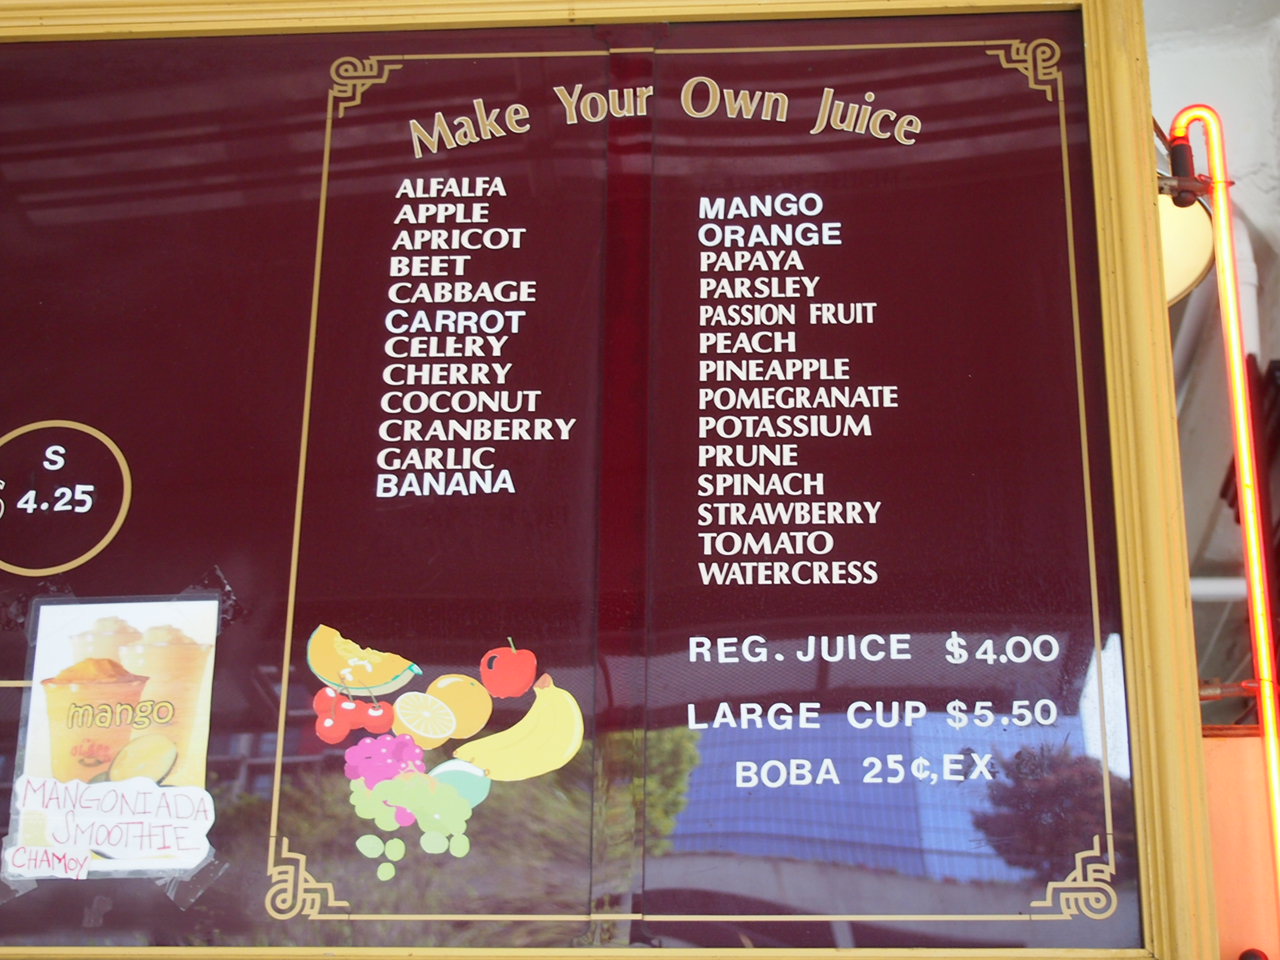 Make Your Own Juice
ALFALFA
APPLE
APRICOT
BEET
CABBAGE
CARROT
CELERY
CHERRY
COCONUT
CRANBERRY
GARLIC
BANANA
MANGO
ORANGE
PAPAYA
PARSLEY
PASSION FRUIT
PEACH
PINEAPPLE
POMEGRANATE
POTASSIUM
PRUNE
SPINACH
STRAWBERRY
TOMATO
WATERCRESS
REG. JUICE $4.00
LARGE CUP $5.50
BOBA 25¢,EX
S
4.25
mango
MANGONIADA
SMOOTHIE
CHAMOY